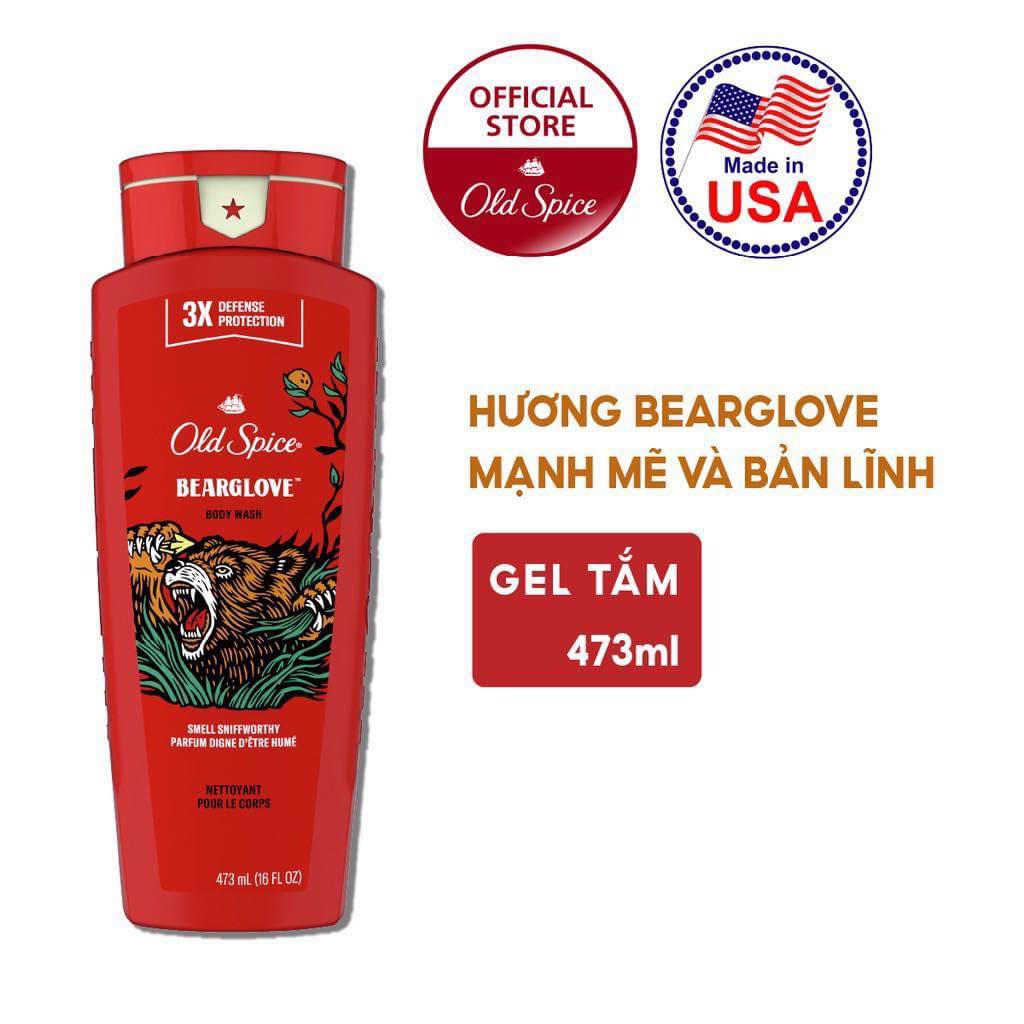 OFFICIAL
STORE
Old Spice
Made in
USA
3X DEFENSE
PROTECTION
Old Spice®
BEARGLOVE™
BODY WASH
SMELL SNIFFWORTHY
PARFUM DIGNE D'ÊTRE HUMÉ
NETTOYANT
POUR LE CORPS
473 mL (16 FL OZ)
HƯƠNG BEARGLOVE
MẠNH MẼ VÀ BẢN LĨNH
GEL TẮM
473ml